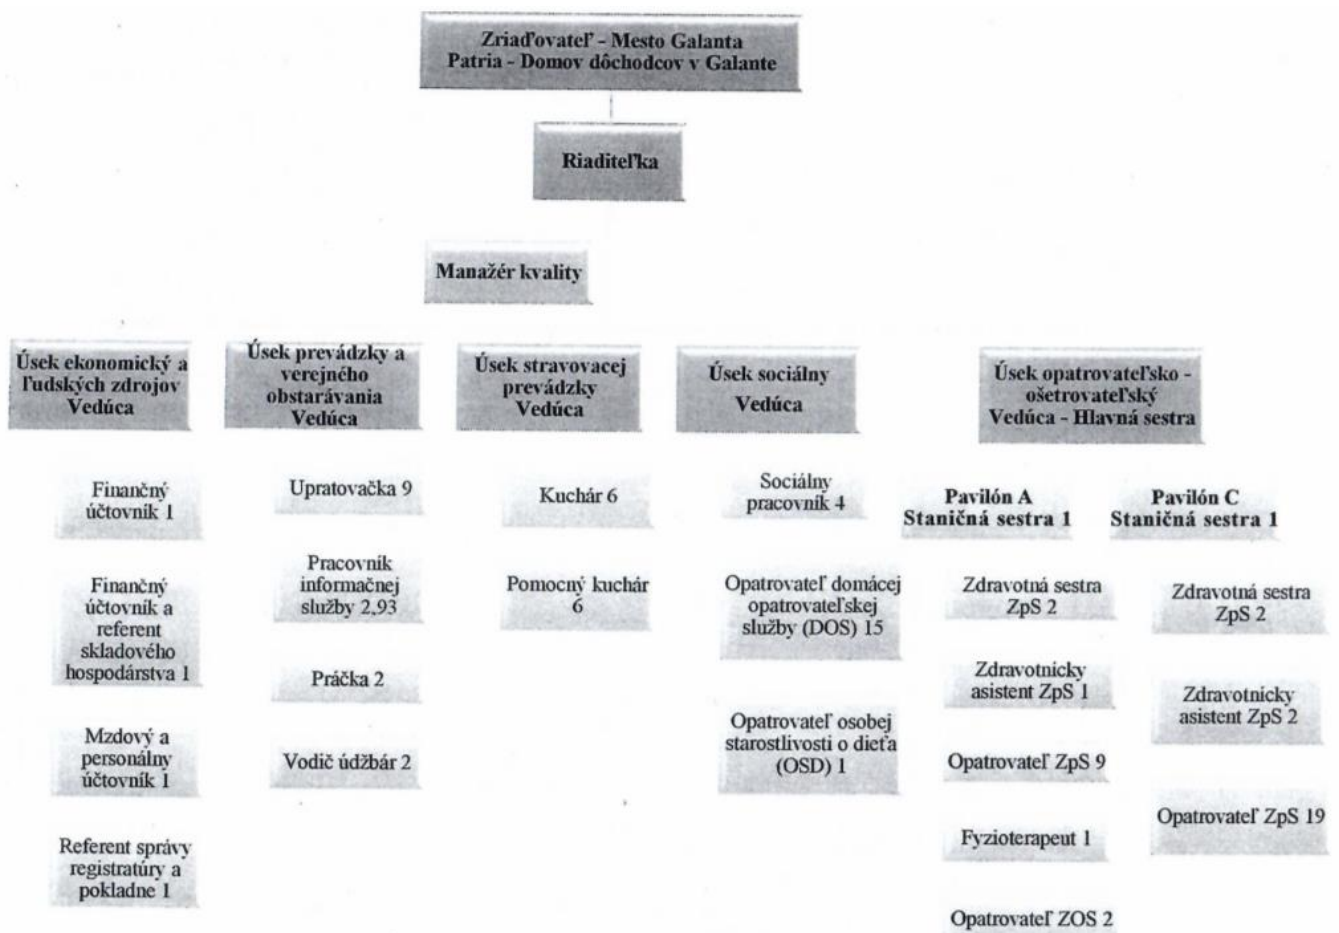 Zriaďovateľ - Mesto Galanta
Patria - Domov dôchodcov v Galante
Riaditeľka
Manažér kvality
Úsek ekonomický a
ľudských zdrojov
Vedúca
Úsek prevádzky a
verejného
obstarávania
Vedúca
Úsek stravovacej
prevádzky
Vedúca
Úsek sociálny
Vedúca
Úsek opatrovateľsko -
ošetrovateľský
Vedúca - Hlavná sestra
Finančný
účtovník 1
Finančný
účtovník a
referent
skladového
hospodárstva 1
Mzdový a
personálny
účtovník 1
Referent správy
registratúry a
pokladne 1
Upratovačka 9
Pracovník
informačnej
služby 2,93
Práčka 2
Vodič údžbár 2
Kuchár 6
Pomocný kuchár
6
Sociálny
pracovník 4
Opatrovateľ domácej
opatrovateľskej
služby (DOS) 15
Opatrovateľ osobej
starostlivosti o dieťa
(OSD) 1
Pavilón A
Staničná sestra 1
Zdravotná sestra
ZpS 2
Zdravotnicky
asistent ZpS 1
Opatrovateľ ZpS 9
Fyzioterapeut 1
Opatrovateľ ZOS 2
Pavilón C
Staničná sestra 1
Zdravotná sestra
ZpS 2
Zdravotnicky
asistent ZpS 2
Opatrovateľ ZpS 19